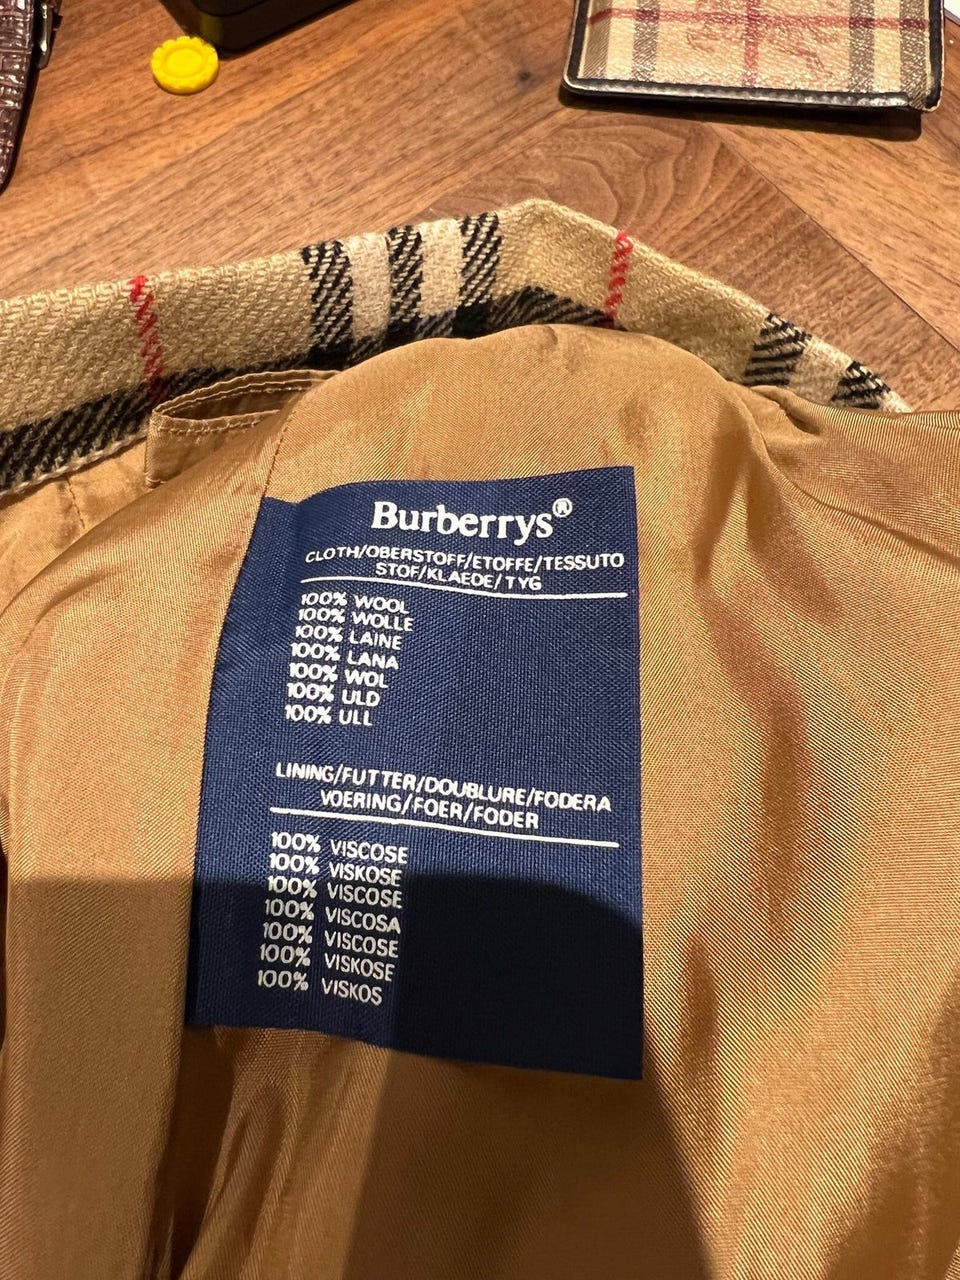 Burberrys®
CLOTH/OBERSTOFF/ETOFFE/TESSUTO
STOF/KLAEDE/TYG
100% WOOL
100% WOLLE
100% LAINE
100% LANA
100% WOL
100% ULD
100% ULL
LINING/FUTTER/DOUBLURE/FODERA
VOERING/FOER/FODER
100% VISCOSE
100% VISKOSE
100% VISCOSE
100% VISCOSA
100% VISCOSE
100% VISKOSE
100% VISKOS